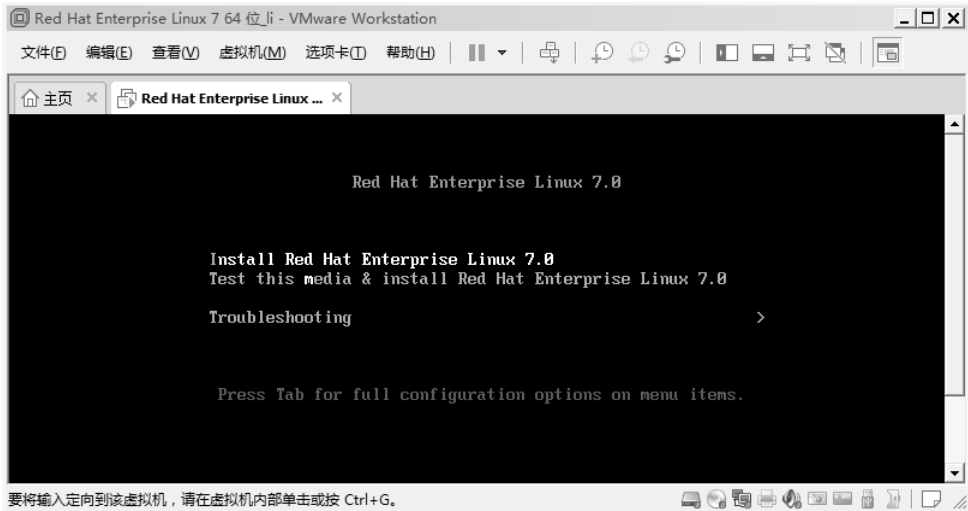 Red Hat Enterprise Linux 7 64 位_li - VMware Workstation
文件(F) 编辑(E) 查看(V) 虚拟机(M) 选项卡(T) 帮助(H)
主页 Red Hat Enterprise Linux ...
Red Hat Enterprise Linux 7.0
Install Red Hat Enterprise Linux 7.0
Test this media & install Red Hat Enterprise Linux 7.0
Troubleshooting >
Press Tab for full configuration options on menu items.
要将输入定向到该虚拟机，请在虚拟机内部单击或按 Ctrl+G。